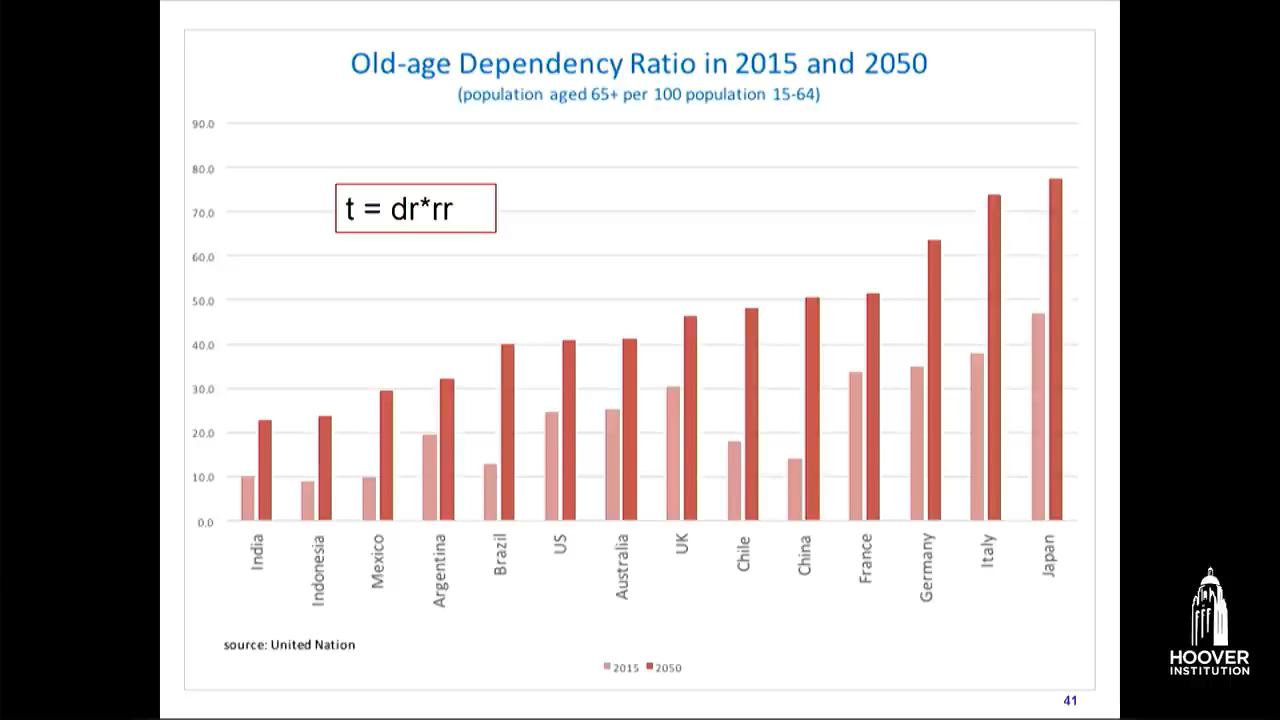 Old-age Dependency Ratio in 2015 and 2050
(population aged 65+ per 100 population 15-64)
90.0
80.0
t = dr*rr
70.0
60.0
50.0
40.0
30.0
20.0
10.0
0.0
India
Indonesia
Mexico
Argentina
Brazil
US
Australia
UK
Chile
China
France
Germany
Italy
Japan
source: United Nation
2015 2050
41
HOOVER
INSTITUTION